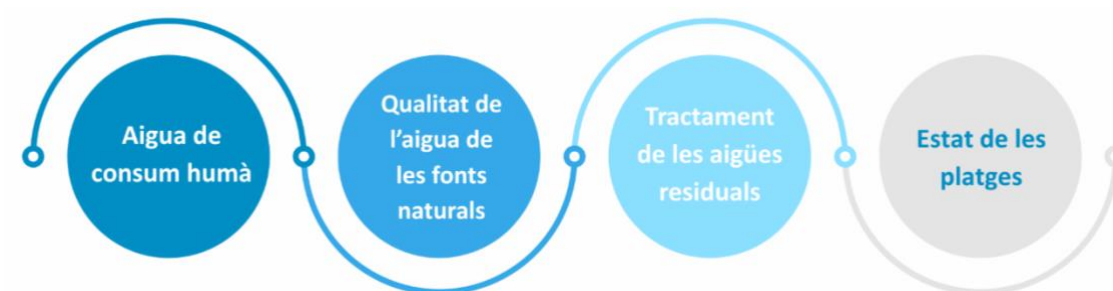 Aigua de
consum humà
Qualitat de
l’aigua de
les fonts
naturals
Tractament
de les aigües
residuals
Estat de les
platges